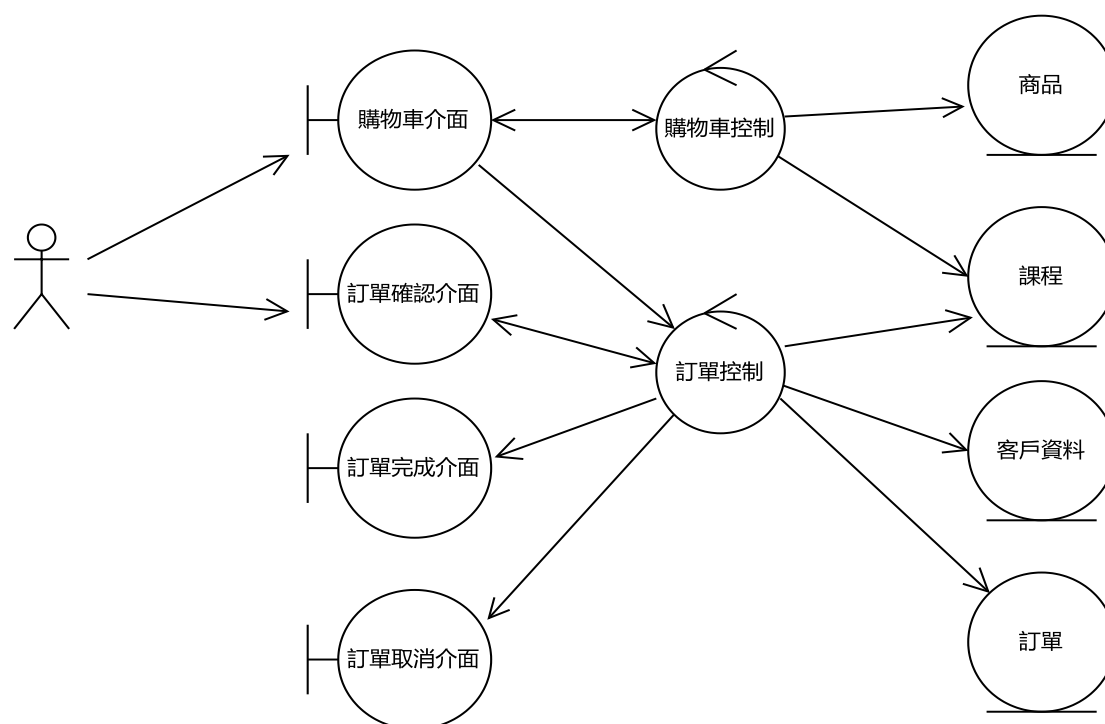 商品
購物車介面
購物車控制
課程
訂單確認介面
訂單控制
客戶資料
訂單完成介面
訂單
訂單取消介面